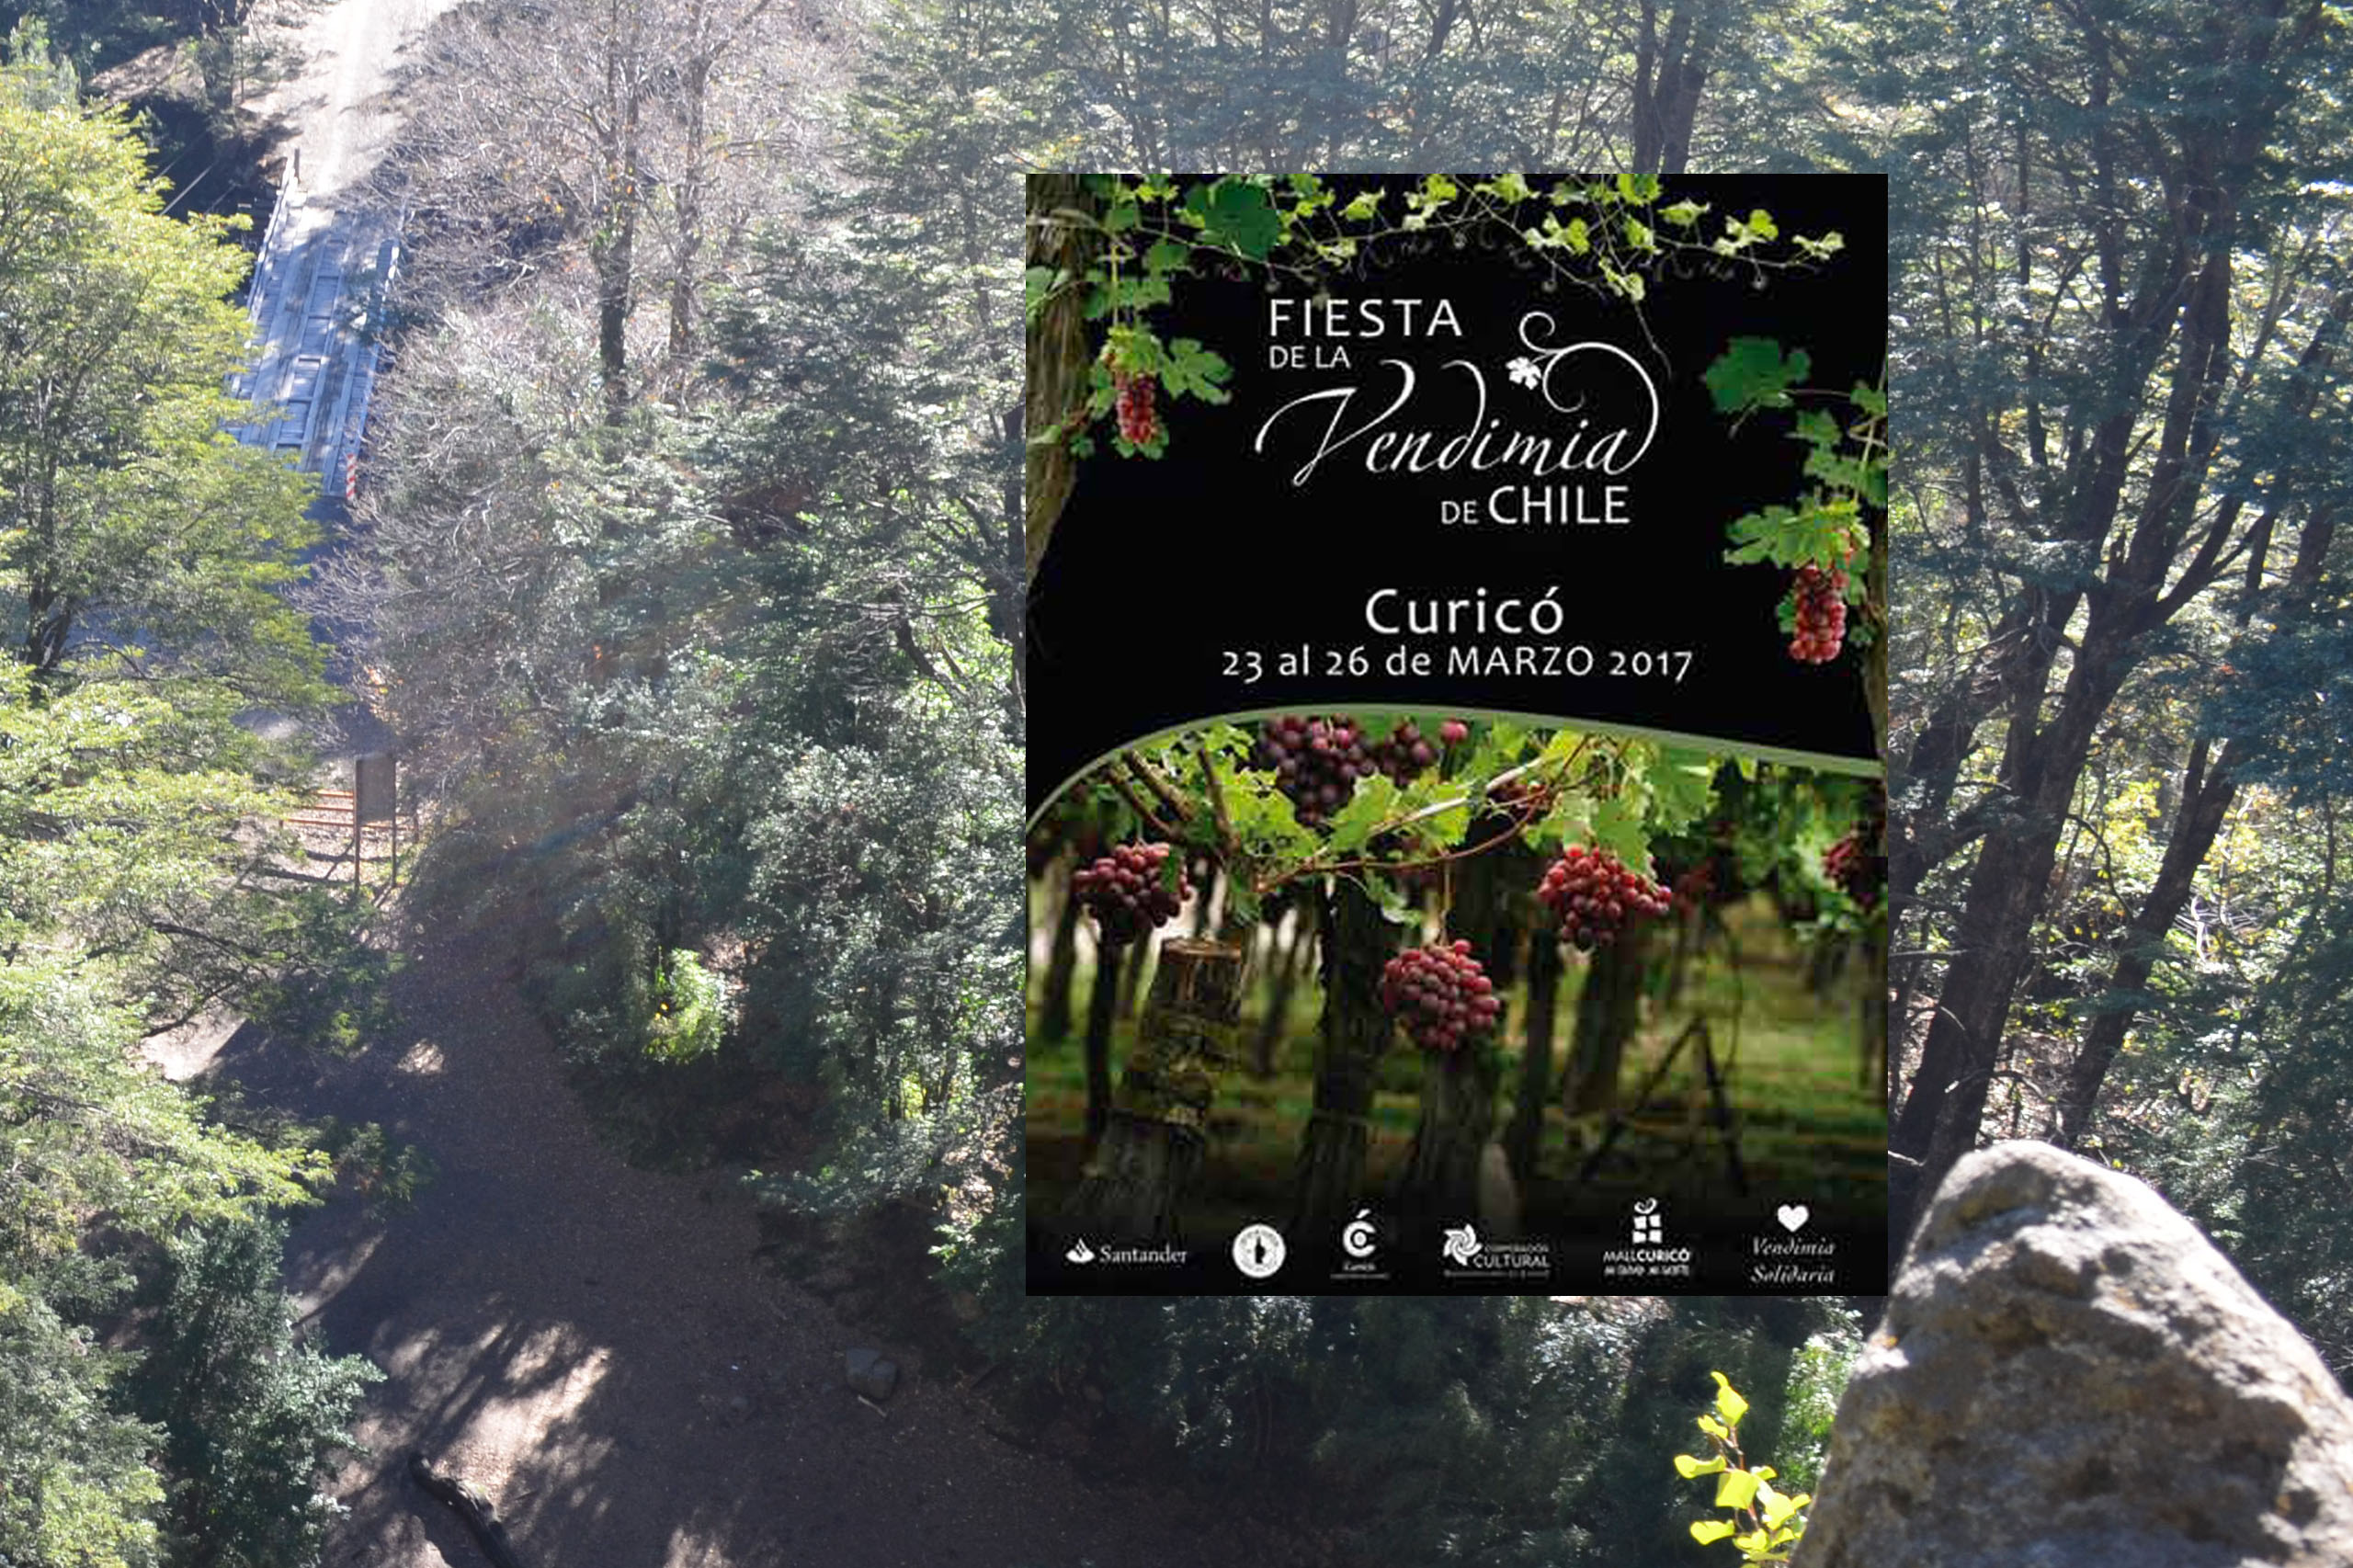 FIESTA
DE LA
Vendimia
DE CHILE
Curicó
23 al 26 de MARZO 2017
Santander
Curicó
CORPORACIÓN
CULTURAL
MALLCURICÓ
Vendimia
Solidaria